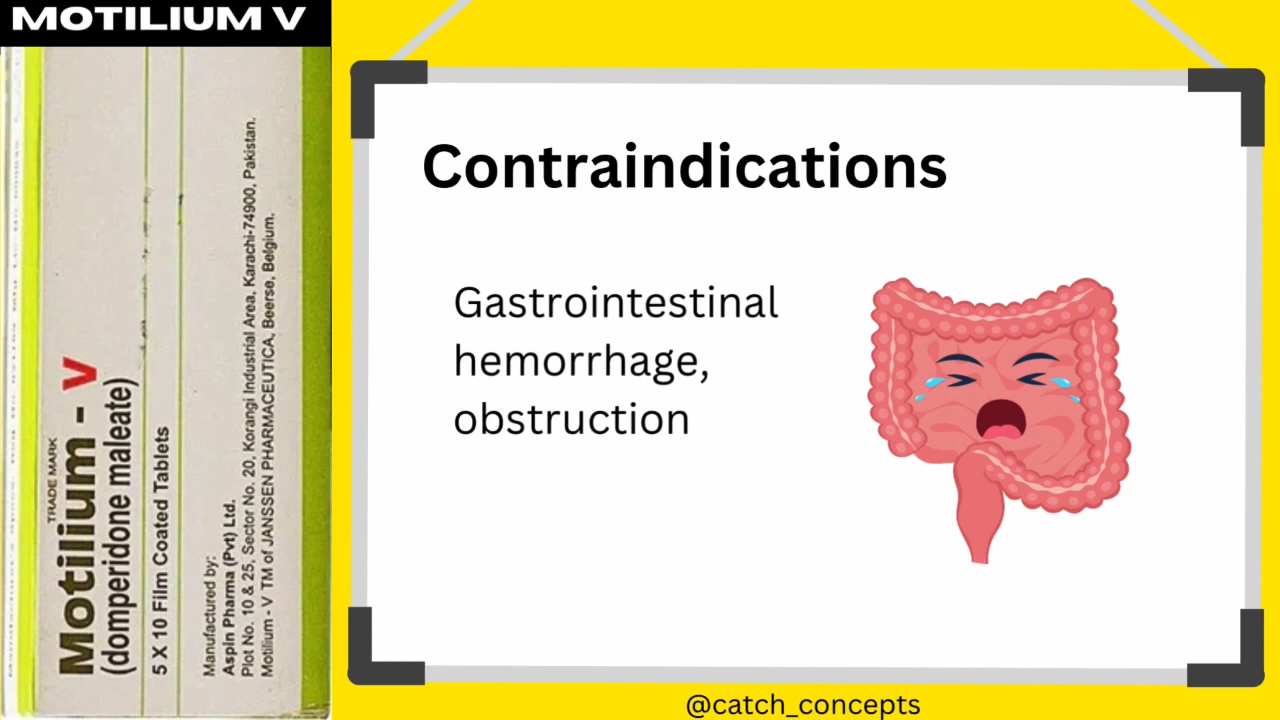 MOTILIUM V
TRADE MARK
Motilium - V
(domperidone maleate)
5 X 10 Film Coated Tablets
Manufactured by:
Aspin Pharma (Pvt) Ltd.
Plot No. 10 & 25, Sector No. 20, Korangi Industrial Area, Karachi-74900, Pakistan.
Motilium - V TM of JANSSEN PHARMACEUTICA, Beerse, Belgium.
Contraindications
Gastrointestinal
hemorrhage,
obstruction
@catch_concepts